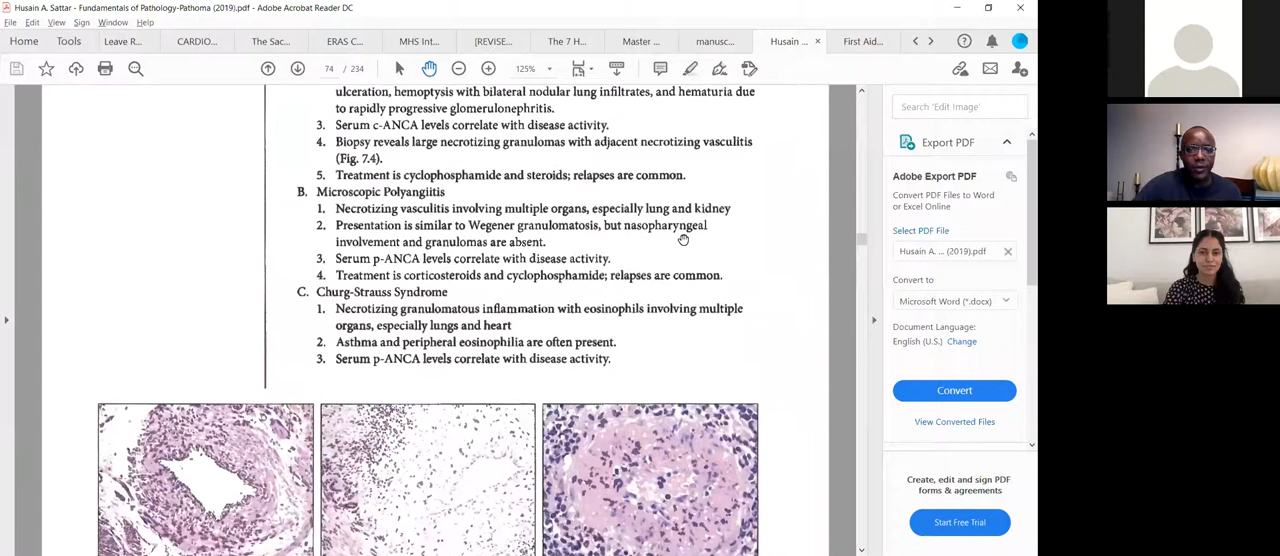 Husain A. Sattar - Fundamentals of Pathology-Pathoma (2019).pdf - Adobe Acrobat Reader DC
File Edit View Sign Window Help
Home Tools Leave R... CARDIO... The Sac... ERAS C... MHS Int... [REVISE... The 7 H... Master ... manusc... Husain ... × First Aid...
74 / 234 125%
ulceration, hemoptysis with bilateral nodular lung infiltrates, and hematuria due
to rapidly progressive glomerulonephritis.
3. Serum c-ANCA levels correlate with disease activity.
4. Biopsy reveals large necrotizing granulomas with adjacent necrotizing vasculitis
(Fig. 7.4).
5. Treatment is cyclophosphamide and steroids; relapses are common.
B. Microscopic Polyangiitis
1. Necrotizing vasculitis involving multiple organs, especially lung and kidney
2. Presentation is similar to Wegener granulomatosis, but nasopharyngeal
involvement and granulomas are absent.
3. Serum p-ANCA levels correlate with disease activity.
4. Treatment is corticosteroids and cyclophosphamide; relapses are common.
C. Churg-Strauss Syndrome
1. Necrotizing granulomatous inflammation with eosinophils involving multiple
organs, especially lungs and heart
2. Asthma and peripheral eosinophilia are often present.
3. Serum p-ANCA levels correlate with disease activity.
Search 'Edit Image'
Export PDF
Adobe Export PDF
Convert PDF Files to Word
or Excel Online
Select PDF File
Husain A. ... (2019).pdf
Convert to
Microsoft Word (*.docx)
Document Language:
English (U.S.) Change
Convert
View Converted Files
Create, edit and sign PDF
forms & agreements
Start Free Trial